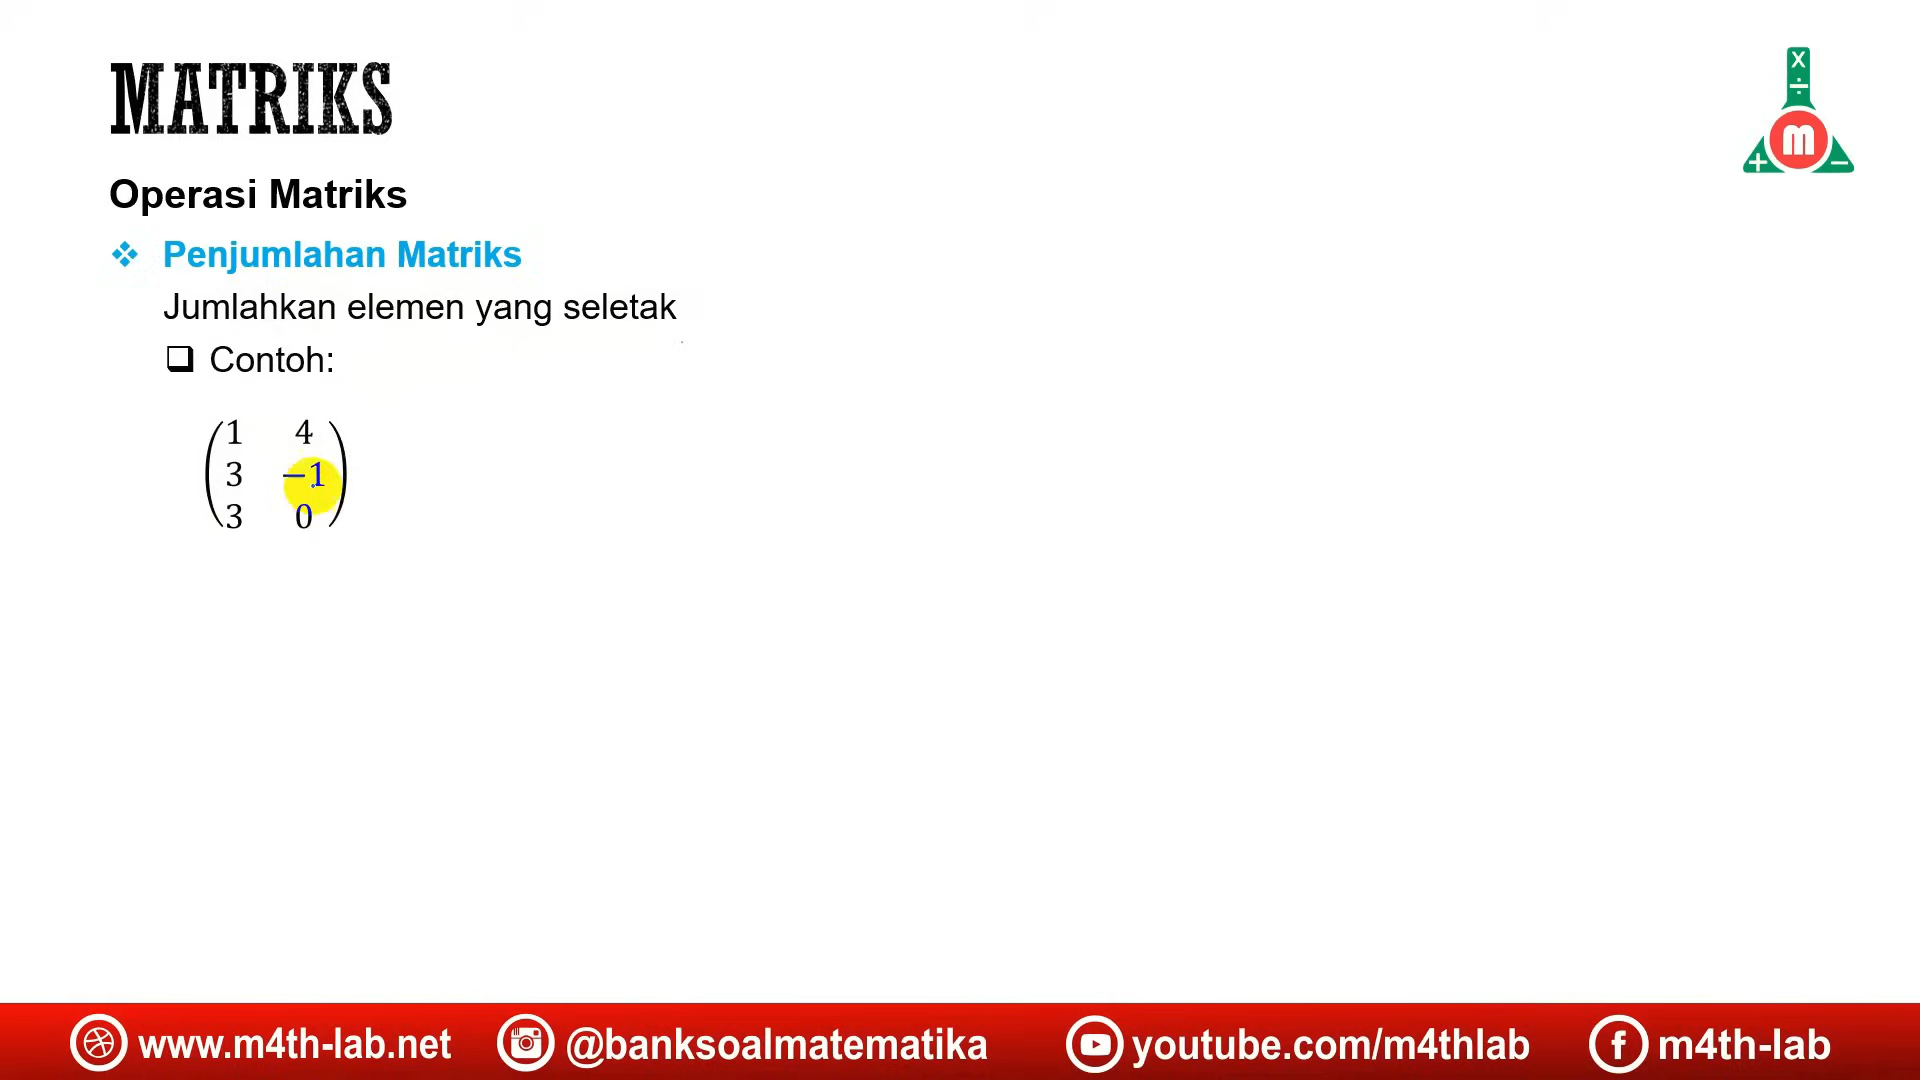 MATRIKS
Operasi Matriks
❖ Penjumlahan Matriks
Jumlahkan elemen yang seletak
❑ Contoh:
1 4
3 −1
3 0
x
÷
m
+ −
www.m4th-lab.net @banksoalmatematika youtube.com/m4thlab m4th-lab